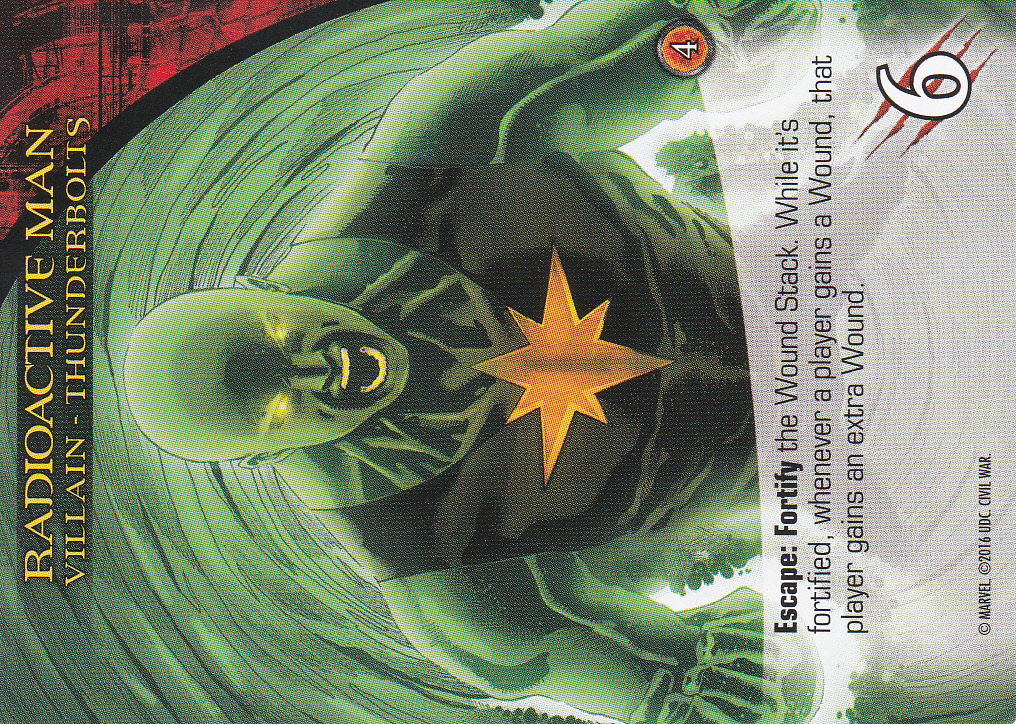 RADIOACTIVE MAN
VILLAIN - THUNDERBOLTS
4
Escape: Fortify the Wound Stack. While it's
fortified, whenever a player gains a Wound, that
player gains an extra Wound.
6
© MARVEL. ©2016 UDC. CIVIL WAR.